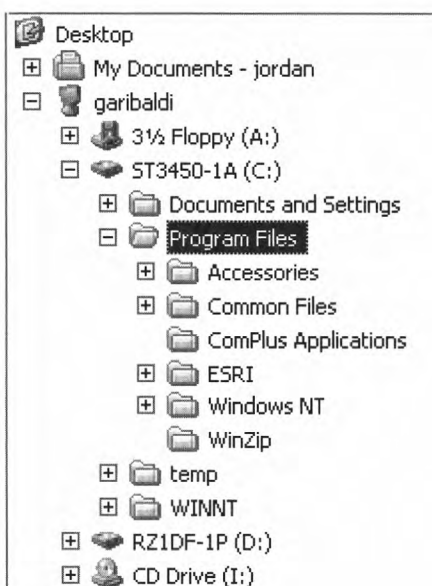 Desktop
My Documents - jordan
garibaldi
3½ Floppy (A:)
ST3450-1A (C:)
Documents and Settings
Program Files
Accessories
Common Files
ComPlus Applications
ESRI
Windows NT
WinZip
temp
WINNT
RZ1DF-1P (D:)
CD Drive (I:)